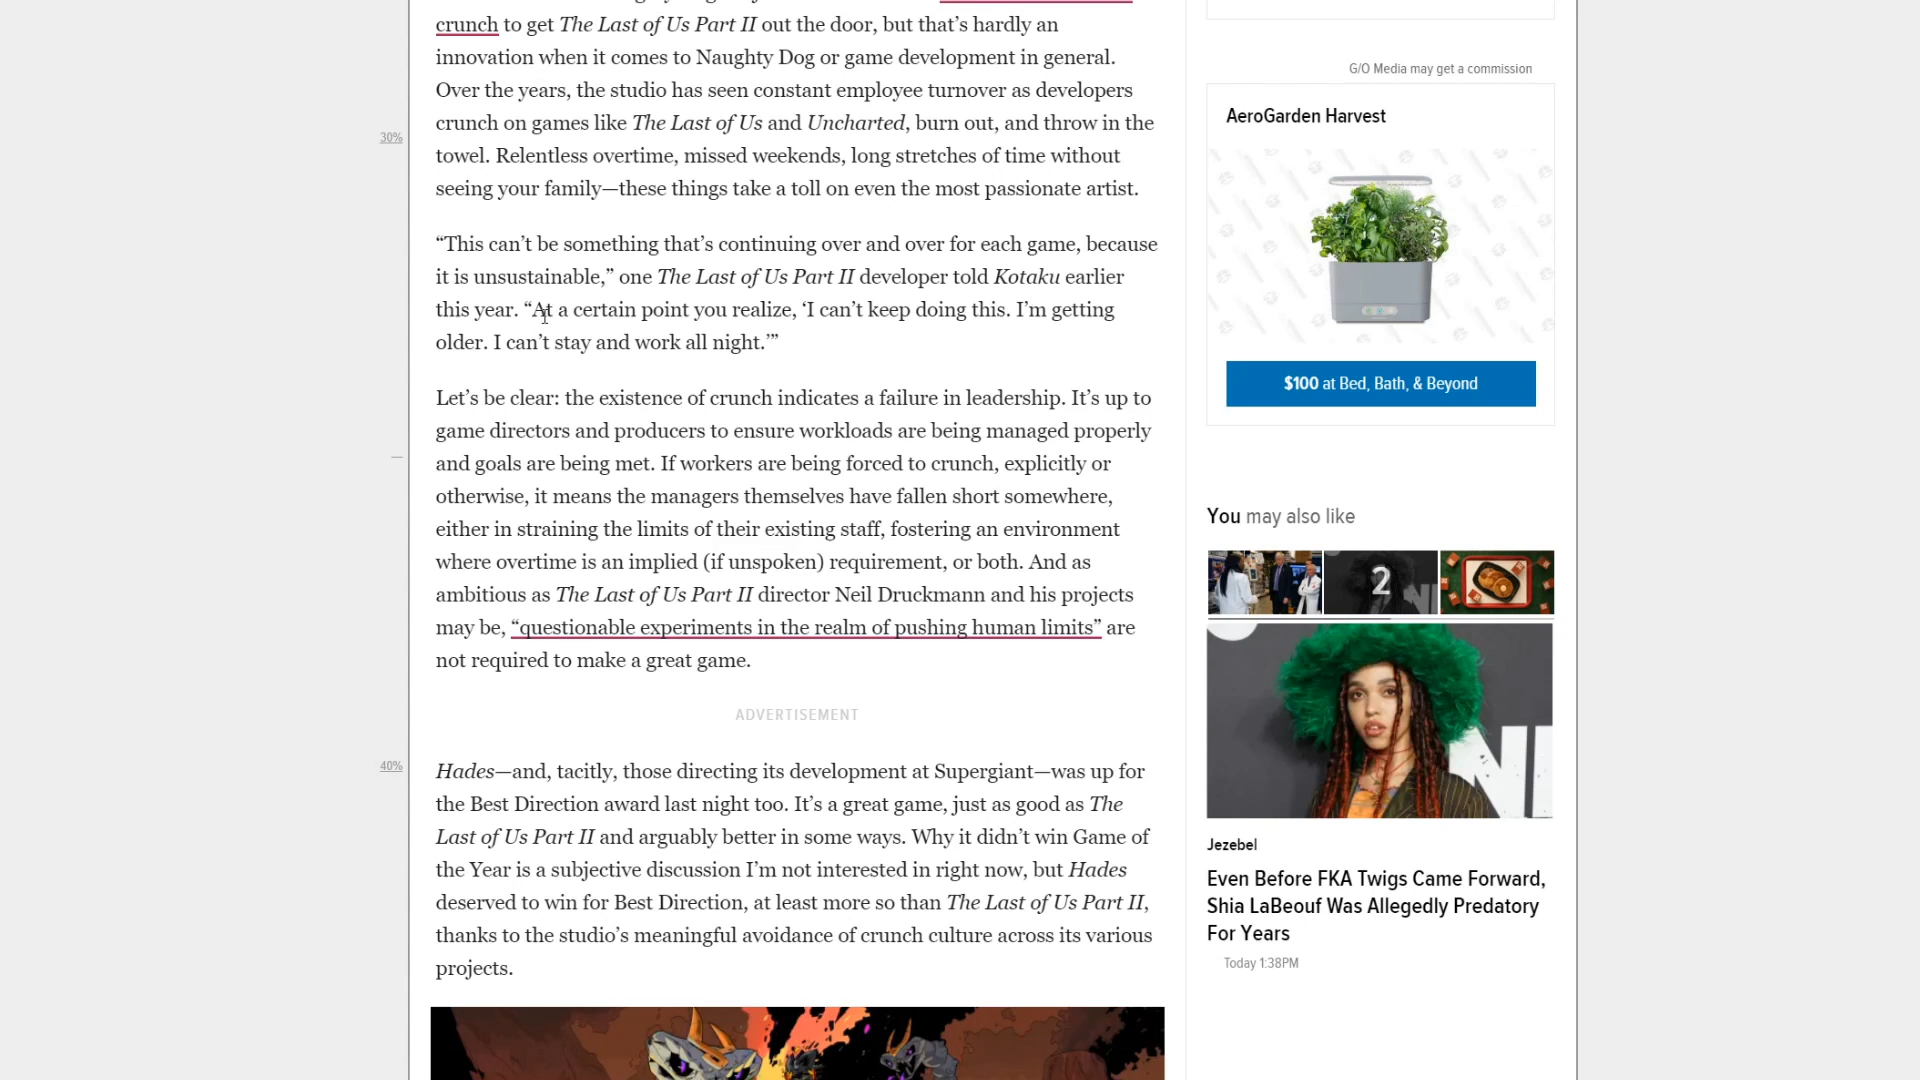 crunch to get The Last of Us Part II out the door, but that’s hardly an
innovation when it comes to Naughty Dog or game development in general.
Over the years, the studio has seen constant employee turnover as developers
crunch on games like The Last of Us and Uncharted, burn out, and throw in the
towel. Relentless overtime, missed weekends, long stretches of time without
seeing your family—these things take a toll on even the most passionate artist.
30%
“This can’t be something that’s continuing over and over for each game, because
it is unsustainable,” one The Last of Us Part II developer told Kotaku earlier
this year. “At a certain point you realize, ‘I can’t keep doing this. I’m getting
older. I can’t stay and work all night.’”
Let’s be clear: the existence of crunch indicates a failure in leadership. It’s up to
game directors and producers to ensure workloads are being managed properly
and goals are being met. If workers are being forced to crunch, explicitly or
otherwise, it means the managers themselves have fallen short somewhere,
either in straining the limits of their existing staff, fostering an environment
where overtime is an implied (if unspoken) requirement, or both. And as
ambitious as The Last of Us Part II director Neil Druckmann and his projects
may be, “questionable experiments in the realm of pushing human limits” are
not required to make a great game.
ADVERTISEMENT
40%
Hades—and, tacitly, those directing its development at Supergiant—was up for
the Best Direction award last night too. It’s a great game, just as good as The
Last of Us Part II and arguably better in some ways. Why it didn’t win Game of
the Year is a subjective discussion I’m not interested in right now, but Hades
deserved to win for Best Direction, at least more so than The Last of Us Part II,
thanks to the studio’s meaningful avoidance of crunch culture across its various
projects.
G/O Media may get a commission
AeroGarden Harvest
$100 at Bed, Bath, & Beyond
You may also like
2
Jezebel
Even Before FKA Twigs Came Forward,
Shia LaBeouf Was Allegedly Predatory
For Years
Today 1:38PM